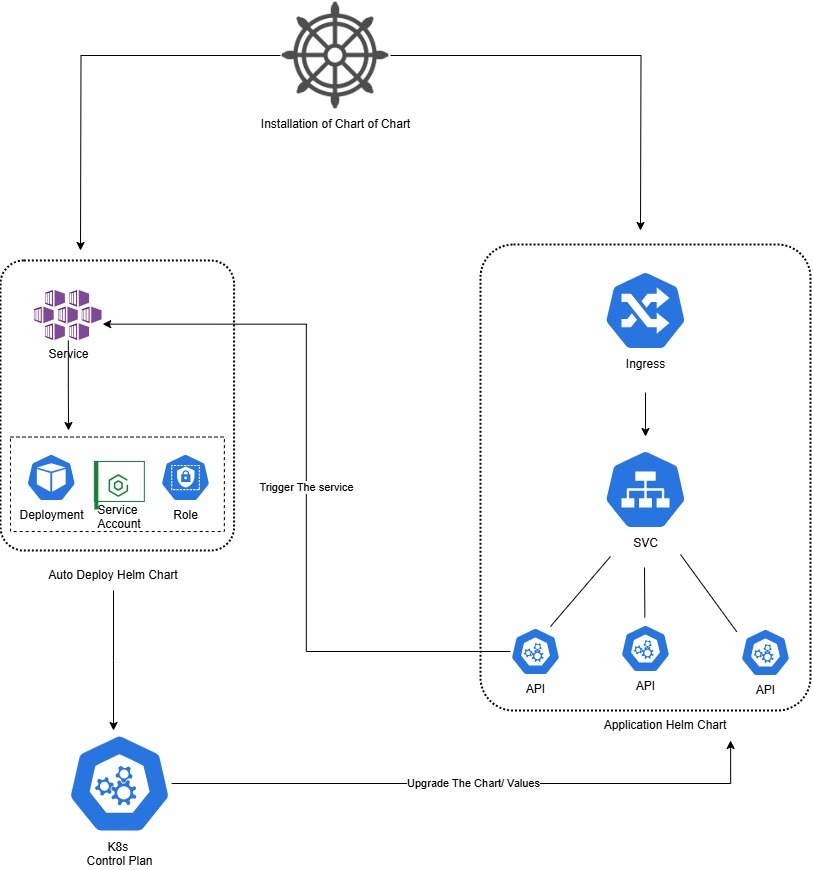 Installation of Chart of Chart
Service
Ingress
Deployment
Service
Account
Role
Trigger The service
SVC
Auto Deploy Helm Chart
API
API
API
Application Helm Chart
Upgrade The Chart/ Values
K8s
Control Plan